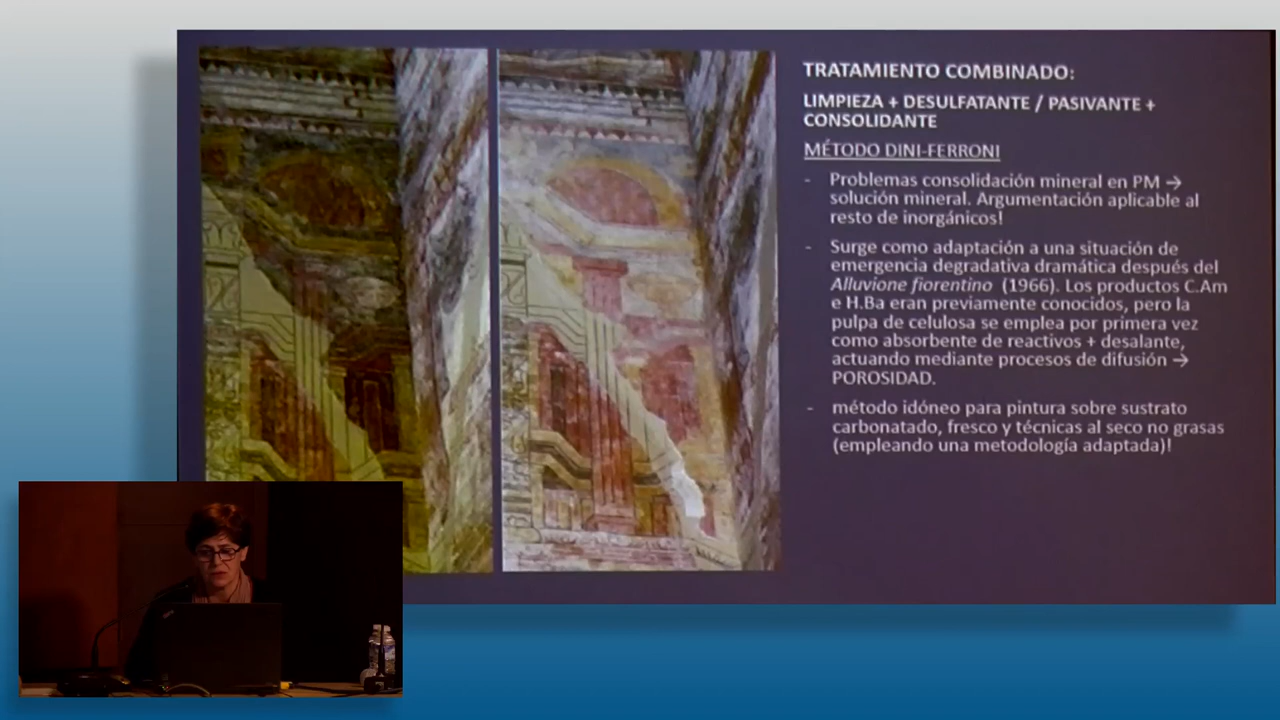 TRATAMIENTO COMBINADO:
LIMPIEZA + DESULFATANTE / PASIVANTE +
CONSOLIDANTE
MÉTODO DINI-FERRONI
- Problemas consolidación mineral en PM →
solución mineral. Argumentación aplicable al
resto de inorgánicos!
- Surge como adaptación a una situación de
emergencia degradativa dramática después del
Alluvione fiorentino (1966). Los productos C.Am
e H.Ba eran previamente conocidos, pero la
pulpa de celulosa se emplea por primera vez
como absorbente de reactivos + desalante,
actuando mediante procesos de difusión →
POROSIDAD.
- método idóneo para pintura sobre sustrato
carbonatado, fresco y técnicas al seco no grasas
(empleando una metodología adaptada)!